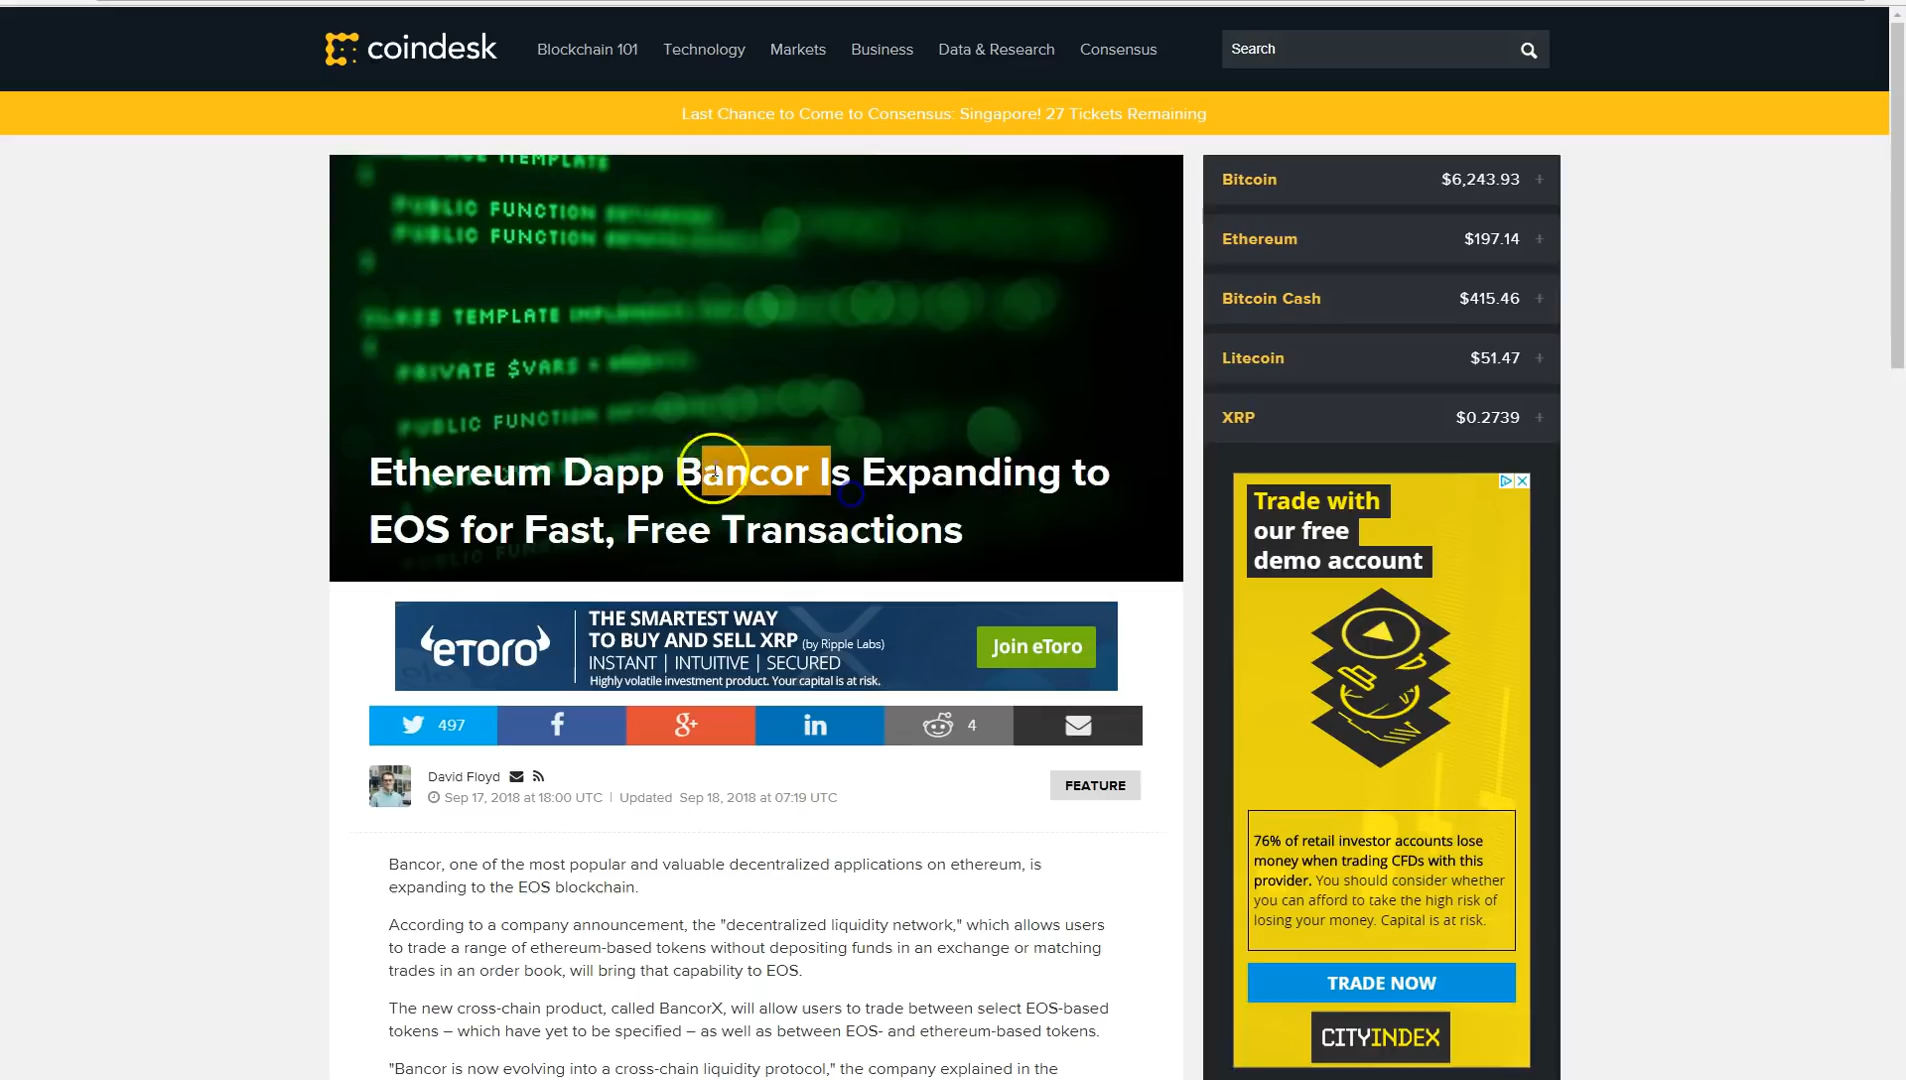 coindesk
Blockchain 101 Technology Markets Business Data & Research Consensus
Search
Last Chance to Come to Consensus: Singapore! 27 Tickets Remaining
TEMPLATE
PUBLIC FUNCTION
PUBLIC FUNCTION
CLASS TEMPLATE
PRIVATE $VARS =
PUBLIC FUNCTION
Ethereum Dapp Bancor Is Expanding to
EOS for Fast, Free Transactions
eToro
THE SMARTEST WAY
TO BUY AND SELL XRP (by Ripple Labs)
INSTANT | INTUITIVE | SECURED
Highly volatile investment product. Your capital is at risk.
Join eToro
497
4
David Floyd
Sep 17, 2018 at 18:00 UTC | Updated Sep 18, 2018 at 07:19 UTC
FEATURE
Bancor, one of the most popular and valuable decentralized applications on ethereum, is
expanding to the EOS blockchain.
According to a company announcement, the "decentralized liquidity network," which allows users
to trade a range of ethereum-based tokens without depositing funds in an exchange or matching
trades in an order book, will bring that capability to EOS.
The new cross-chain product, called BancorX, will allow users to trade between select EOS-based
tokens – which have yet to be specified – as well as between EOS- and ethereum-based tokens.
"Bancor is now evolving into a cross-chain liquidity protocol," the company explained in the
Bitcoin $6,243.93 +
Ethereum $197.14 +
Bitcoin Cash $415.46 +
Litecoin $51.47 +
XRP $0.2739 +
Trade with
our free
demo account
76% of retail investor accounts lose
money when trading CFDs with this
provider. You should consider whether
you can afford to take the high risk of
losing your money. Capital is at risk.
TRADE NOW
CITYINDEX